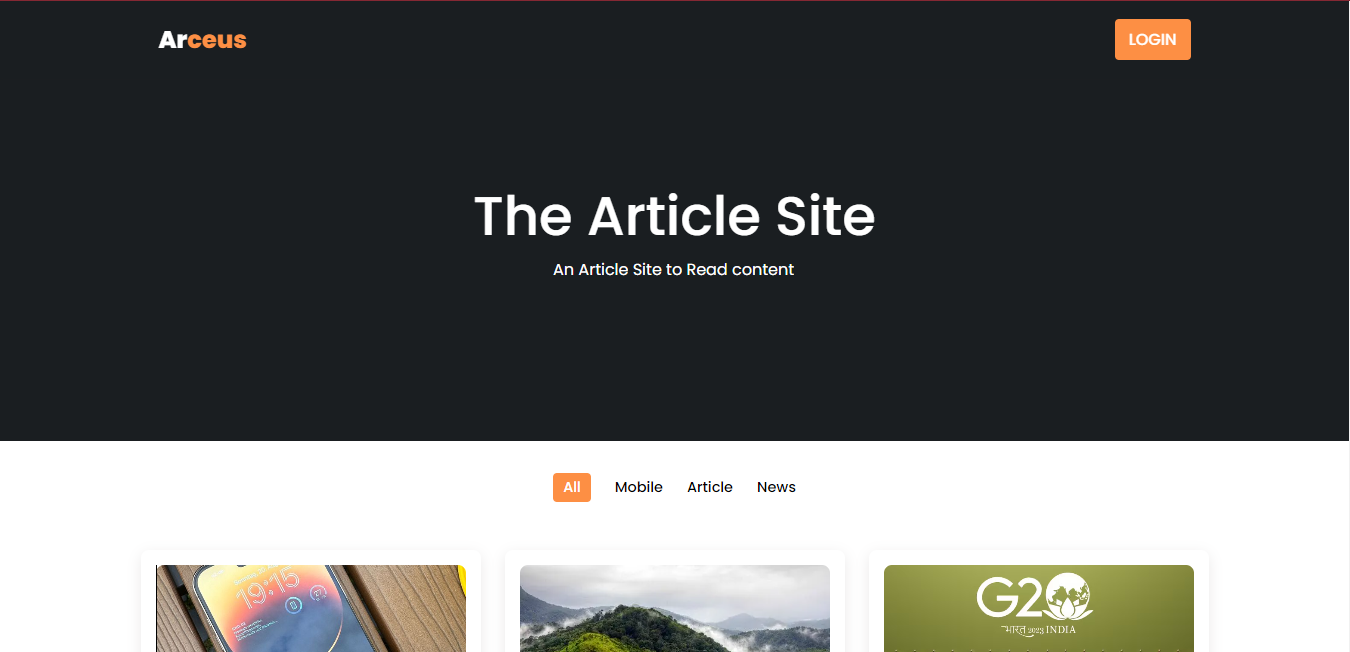 Arceus
LOGIN
The Article Site
An Article Site to Read content
All Mobile Article News
19:15
G20
भारत 2023 INDIA